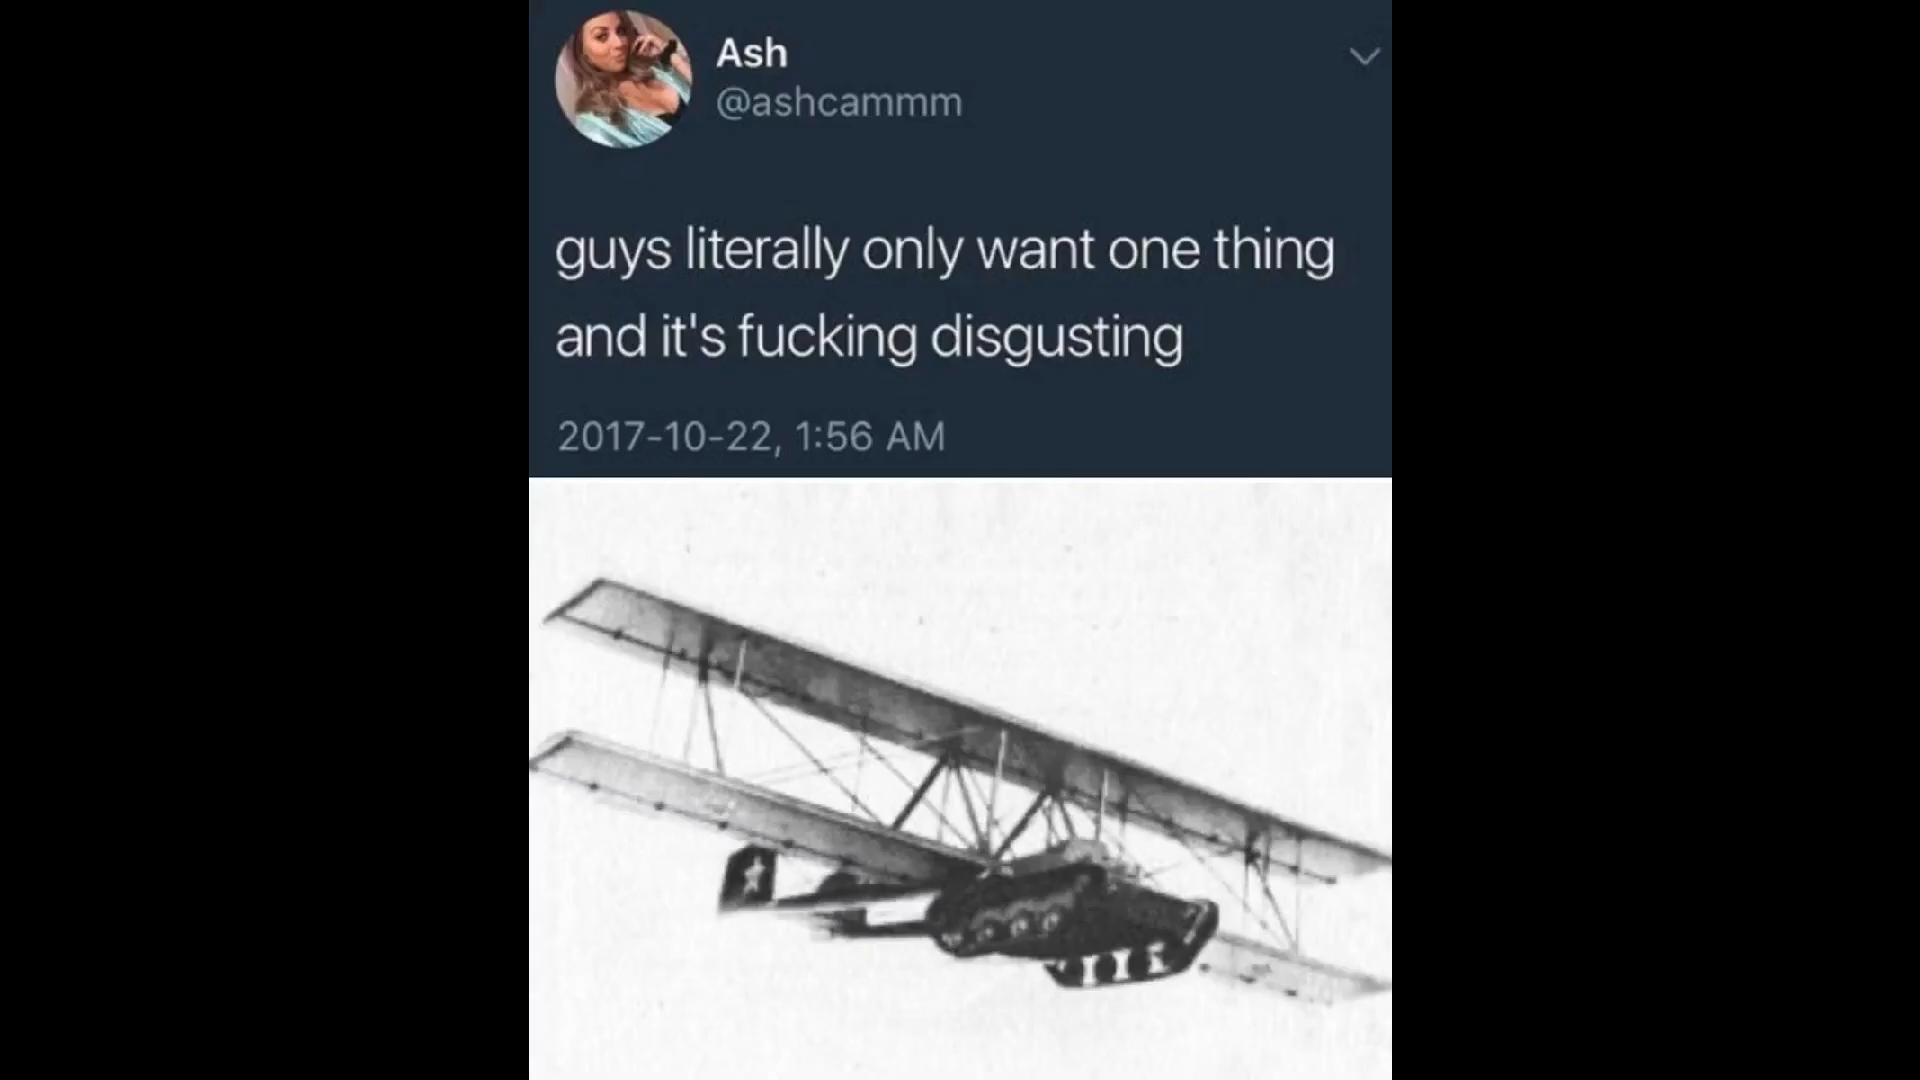 Ash
@ashcammm
guys literally only want one thing
and it's fucking disgusting
2017-10-22, 1:56 AM